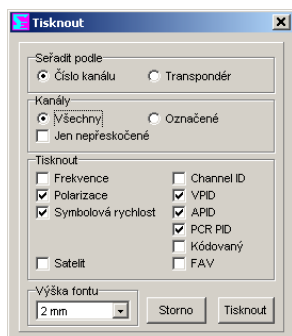 Tisknout
Seřadit podle
Číslo kanálu Transpondér
Kanály
Všechny Označené
Jen nepřeskočené
Tisknout
Frekvence Channel ID
Polarizace VPID
Symbolová rychlost APID
PCR PID
Kódovaný
Satelit FAV
Výška fontu
2 mm Storno Tisknout